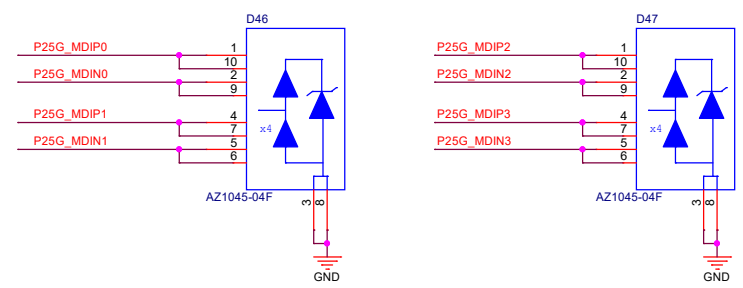 D46
P25G_MDIP0
1
10
P25G_MDIN0
2
9
P25G_MDIP1
4
7
P25G_MDIN1
5
6
x4
AZ1045-04F
3
8
GND
D47
P25G_MDIP2
1
10
P25G_MDIN2
2
9
P25G_MDIP3
4
7
P25G_MDIN3
5
6
x4
AZ1045-04F
3
8
GND